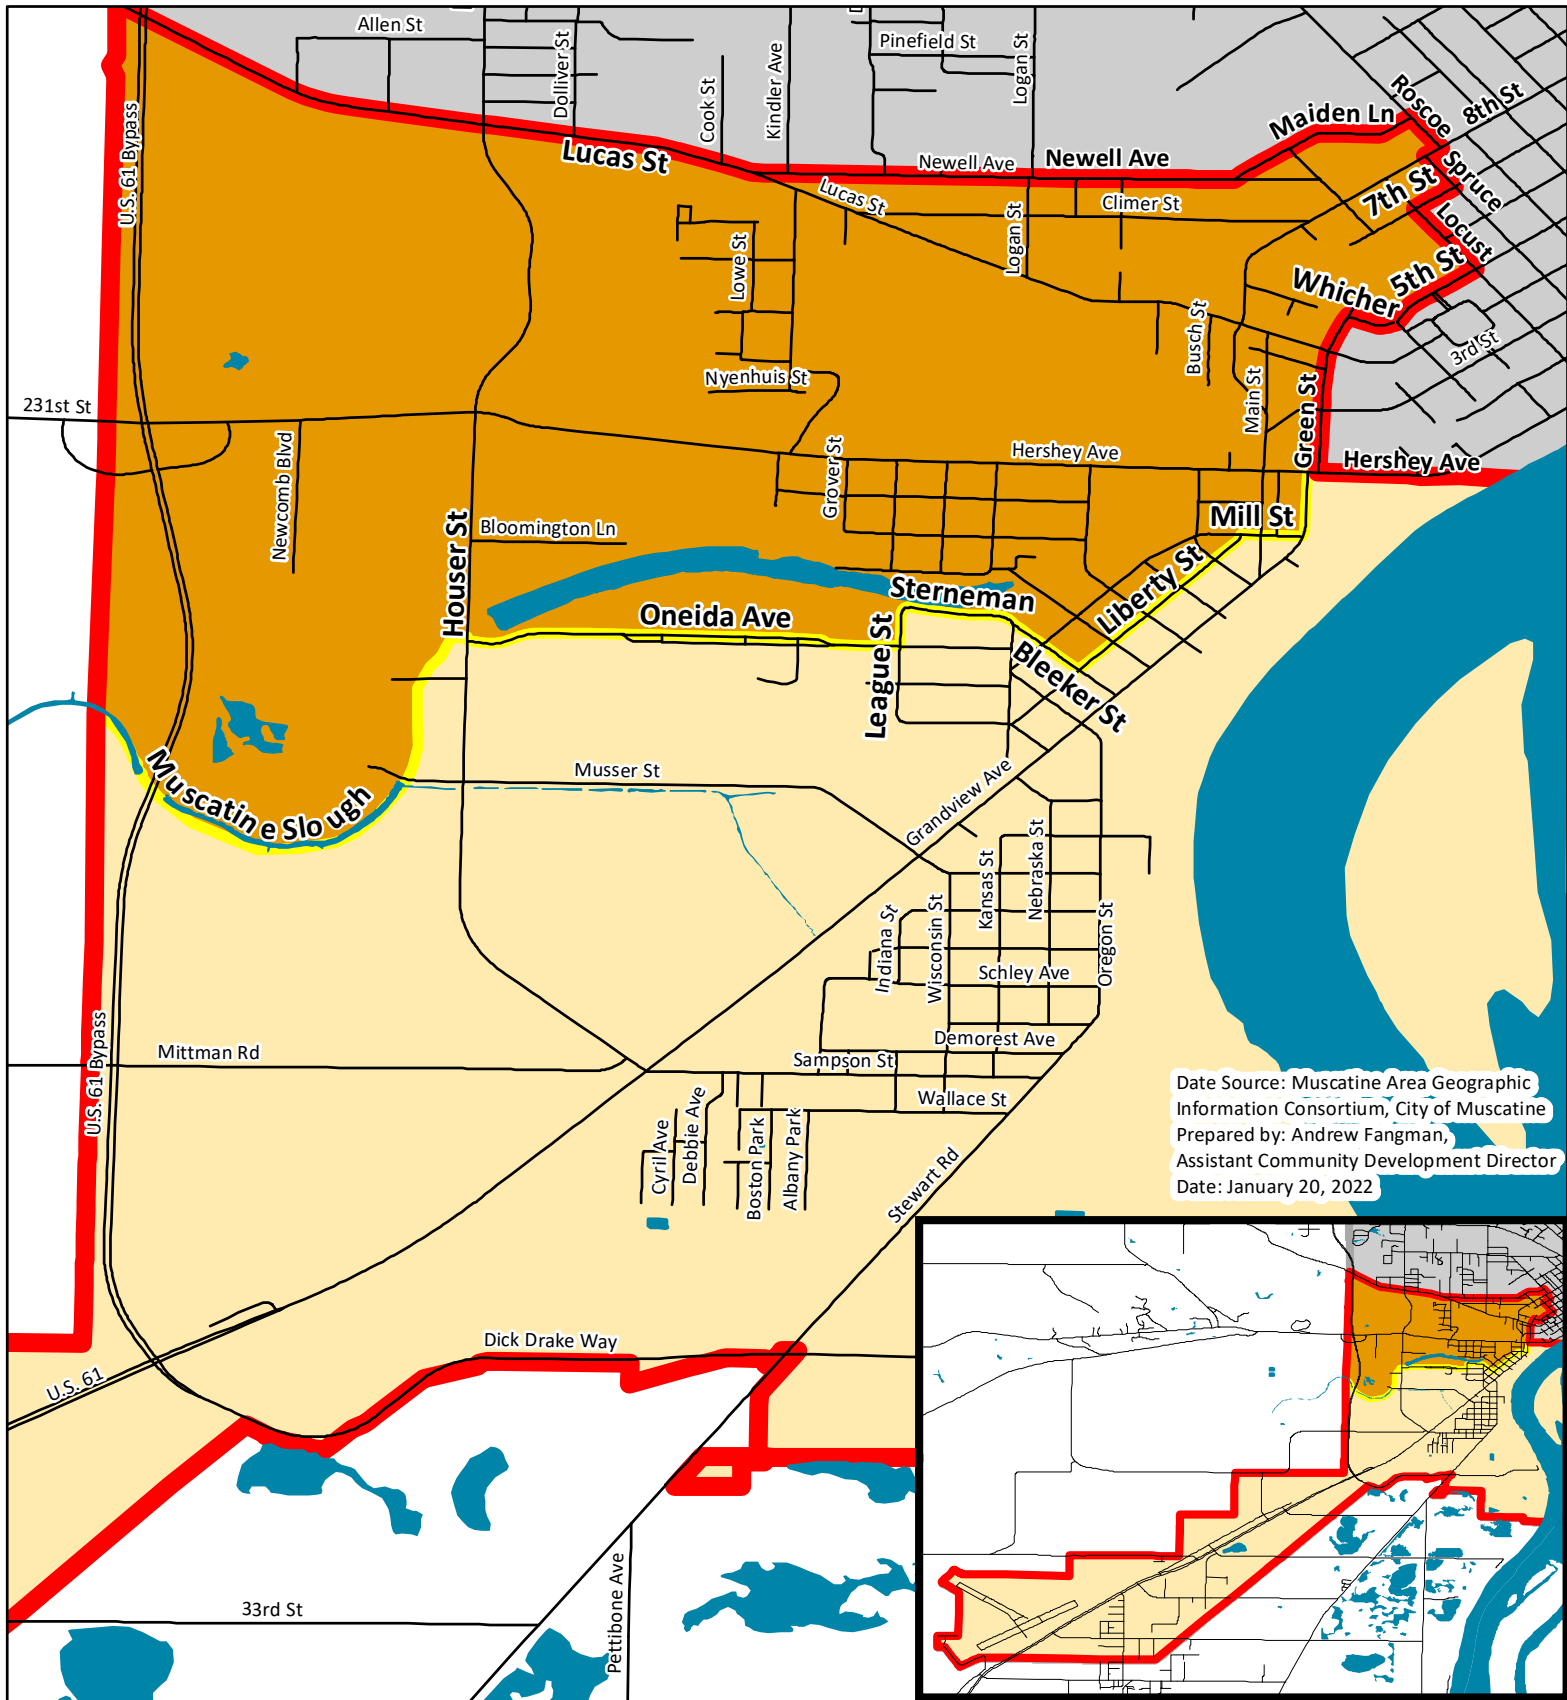 Allen St
Dolliver St
Cook St
Kindler Ave
Pinefield St
Logan St
Roscoe
8th St
Maiden Ln
U.S. 61 Bypass
Lucas St
Newell Ave
Newell Ave
Spruce
7th St
Lucas St
Climer St
Locust
Logan St
Lowe St
5th St
Whicher
Busch St
3rd St
Nyenhuis St
Main St
Green St
231st St
Newcomb Blvd
Grover St
Hershey Ave
Hershey Ave
Houser St
Bloomington Ln
Mill St
Liberty St
Sterneman
Oneida Ave
League St
Bleeker St
Muscatine Slough
Musser St
Grandview Ave
Kansas St
Nebraska St
Indiana St
Wisconsin St
Oregon St
Schley Ave
U.S. 61 Bypass
Mittman Rd
Demorest Ave
Sampson St
Wallace St
Cyril Ave
Debbie Ave
Boston Park
Albany Park
Stewart Rd
Date Source: Muscatine Area Geographic
Information Consortium, City of Muscatine
Prepared by: Andrew Fangman,
Assistant Community Development Director
Date: January 20, 2022
Dick Drake Way
U.S. 61
33rd St
Pettibone Ave